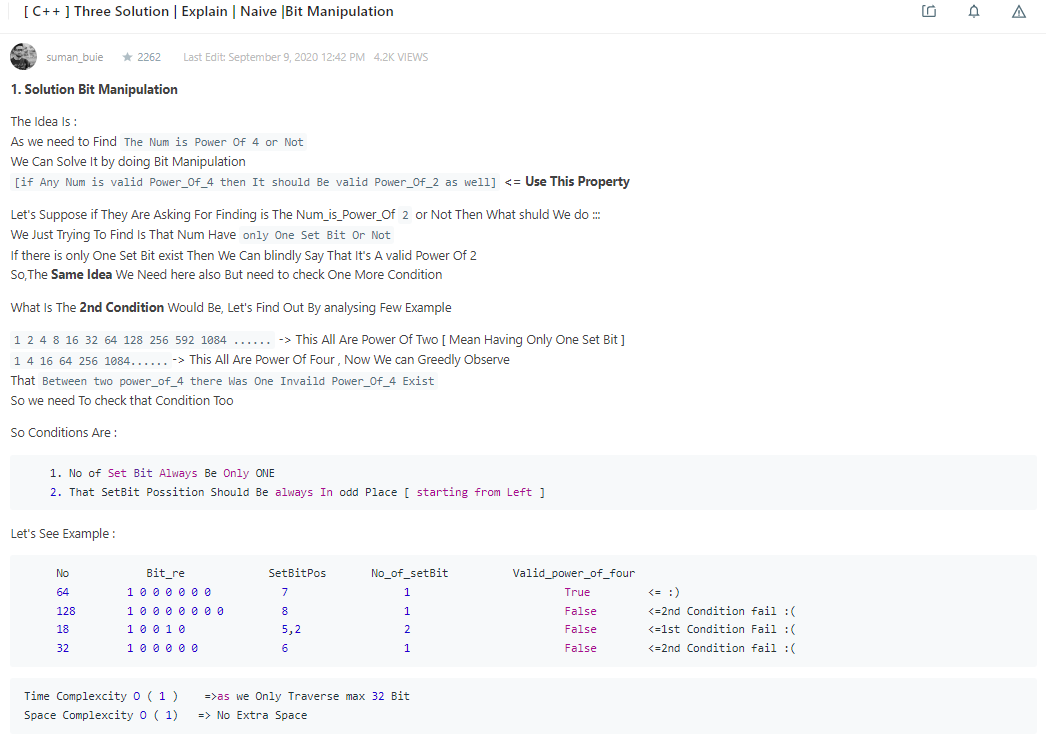 [ C++ ] Three Solution | Explain | Naive |Bit Manipulation
suman_buie ★ 2262 Last Edit: September 9, 2020 12:42 PM 4.2K VIEWS
1. Solution Bit Manipulation
The Idea Is :
As we need to Find The Num is Power Of 4 or Not
We Can Solve It by doing Bit Manipulation
[if Any Num is valid Power_Of_4 then It should Be valid Power_Of_2 as well] <= Use This Property
Let's Suppose if They Are Asking For Finding is The Num_is_Power_Of 2 or Not Then What shuld We do :::
We Just Trying To Find Is That Num Have only One Set Bit Or Not
If there is only One Set Bit exist Then We Can blindly Say That It's A valid Power Of 2
So,The Same Idea We Need here also But need to check One More Condition
What Is The 2nd Condition Would Be, Let's Find Out By analysing Few Example
1 2 4 8 16 32 64 128 256 592 1084 ...... -> This All Are Power Of Two [ Mean Having Only One Set Bit ]
1 4 16 64 256 1084...... -> This All Are Power Of Four , Now We can Greedly Observe
That Between two power_of_4 there Was One Invaild Power_Of_4 Exist
So we need To check that Condition Too
So Conditions Are :
1. No of Set Bit Always Be Only ONE
2. That SetBit Possition Should Be always In odd Place [ starting from Left ]
Let's See Example :
No Bit_re SetBitPos No_of_setBit Valid_power_of_four
64 1 0 0 0 0 0 0 7 1 True <= :)
128 1 0 0 0 0 0 0 0 8 1 False <=2nd Condition fail :(
18 1 0 0 1 0 5,2 2 False <=1st Condition Fail :(
32 1 0 0 0 0 0 6 1 False <=2nd Condition fail :(
Time Complexcity O ( 1 ) =>as we Only Traverse max 32 Bit
Space Complexcity O ( 1) => No Extra Space